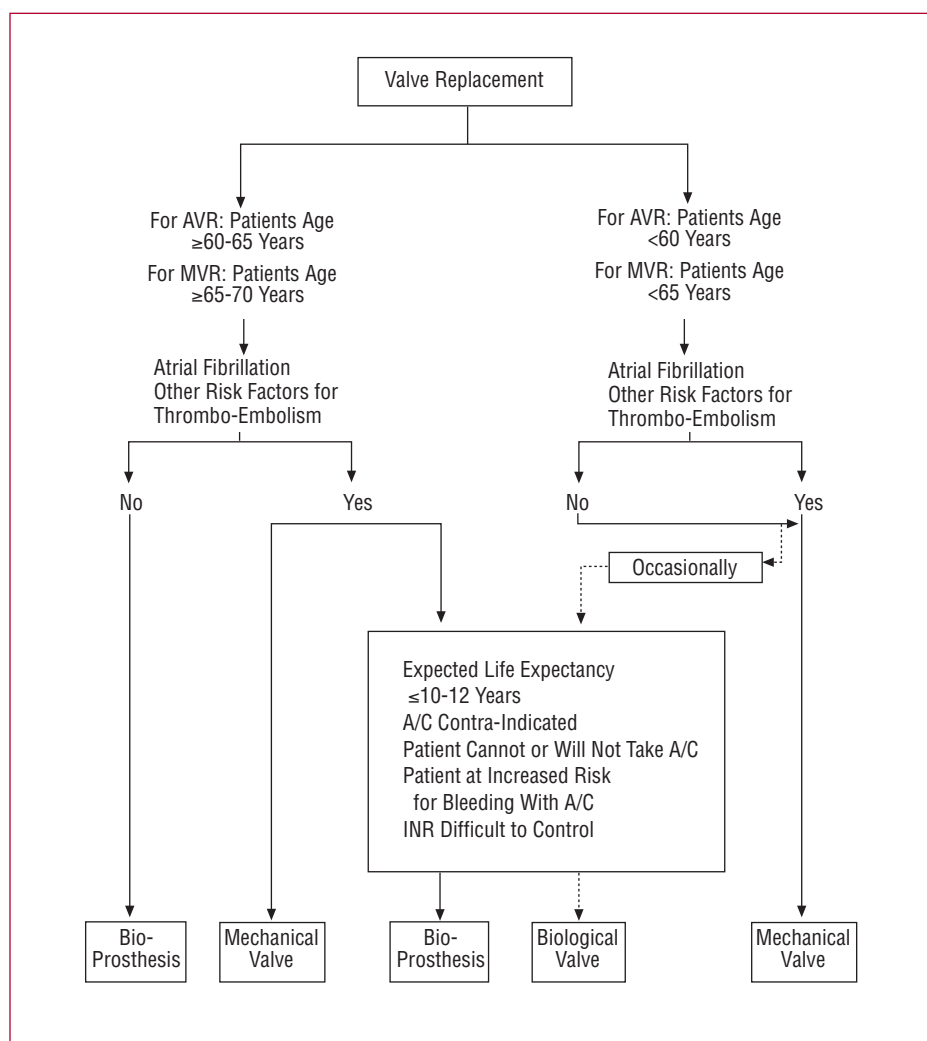 Valve Replacement
For AVR: Patients Age
≥60-65 Years
For MVR: Patients Age
≥65-70 Years
For AVR: Patients Age
<60 Years
For MVR: Patients Age
<65 Years
Atrial Fibrillation
Other Risk Factors for
Thrombo-Embolism
Atrial Fibrillation
Other Risk Factors for
Thrombo-Embolism
No
Yes
No
Yes
Occasionally
Expected Life Expectancy
≤10-12 Years
A/C Contra-Indicated
Patient Cannot or Will Not Take A/C
Patient at Increased Risk
for Bleeding With A/C
INR Difficult to Control
Bio-
Prosthesis
Mechanical
Valve
Bio-
Prosthesis
Biological
Valve
Mechanical
Valve